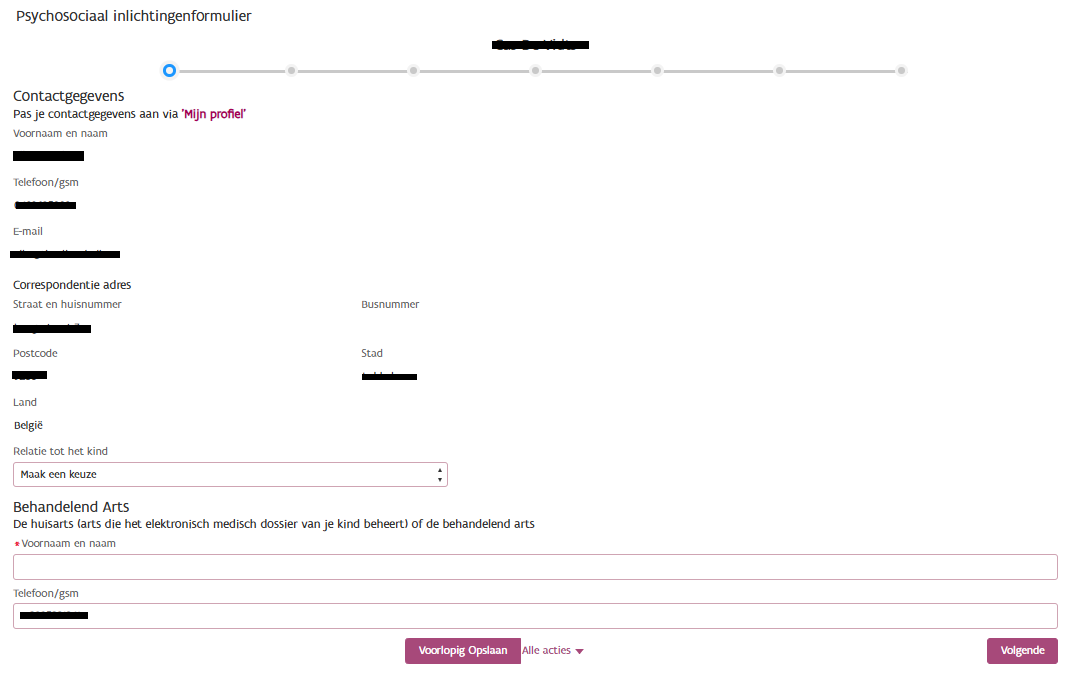 Psychosociaal inlichtingenformulier
Contactgegevens
Pas je contactgegevens aan via 'Mijn profiel'
Voornaam en naam
Telefoon/gsm
E-mail
Correspondentie adres
Straat en huisnummer
Busnummer
Postcode
Stad
Land
België
Relatie tot het kind
Maak een keuze
Behandelend Arts
De huisarts (arts die het elektronisch medisch dossier van je kind beheert) of de behandelend arts
* Voornaam en naam
Telefoon/gsm
Voorlopig Opslaan Alle acties Volgende